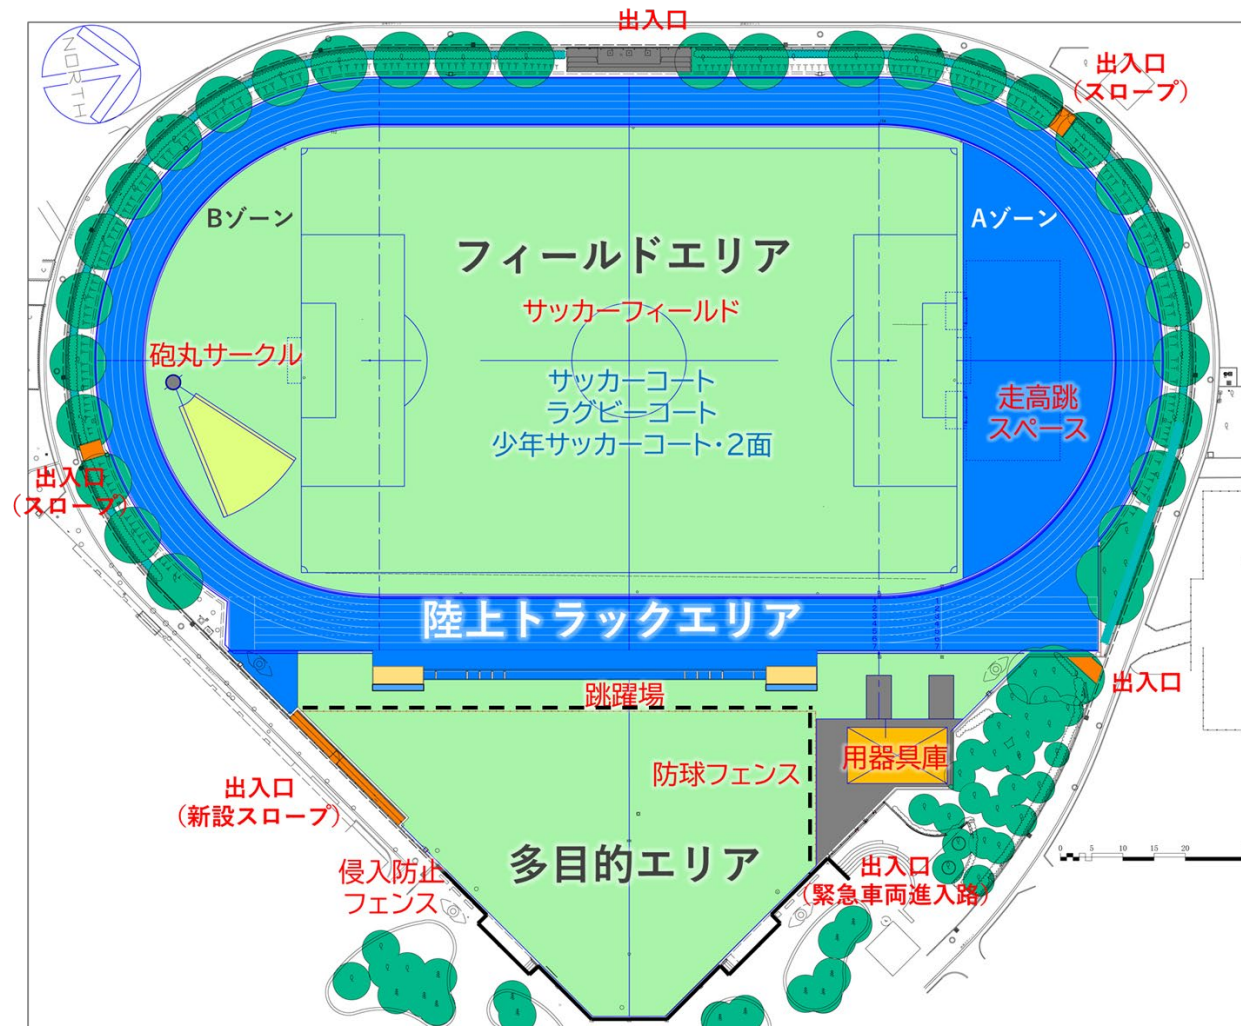 出入口
NORTH
出入口
（スロープ）
Bゾーン
Aゾーン
フィールドエリア
サッカーフィールド
砲丸サークル
サッカーコート
ラグビーコート
少年サッカーコート・2面
走高跳
スペース
出入口
（スロープ）
陸上トラックエリア
跳躍場
出入口
用器具庫
防球フェンス
出入口
（新設スロープ）
多目的エリア
侵入防止
フェンス
出入口
（緊急車両進入路）
0 5 10 15 20